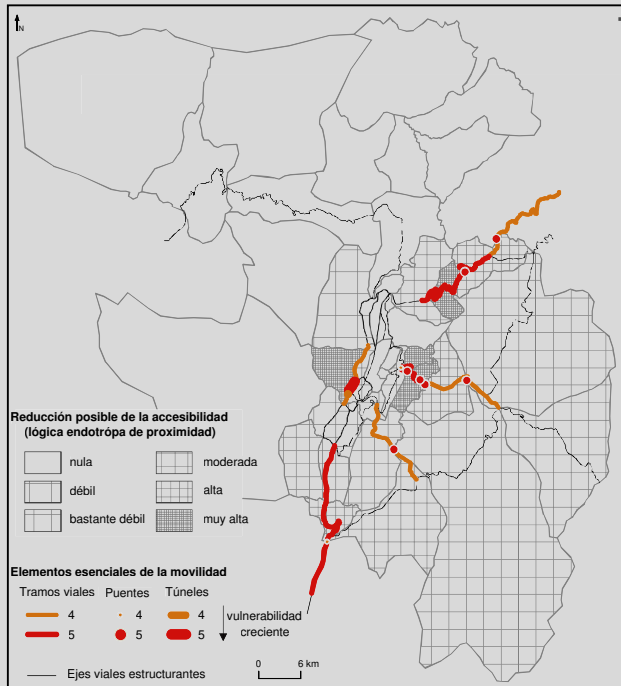 N
Reducción posible de la accesibilidad
(lógica endotrópa de proximidad)
nula
moderada
débil
alta
bastante débil
muy alta
Elementos esenciales de la movilidad
Tramos viales Puentes Túneles
4 4 4
5 5 5
vulnerabilidad
creciente
Ejes viales estructurantes
0 6 km